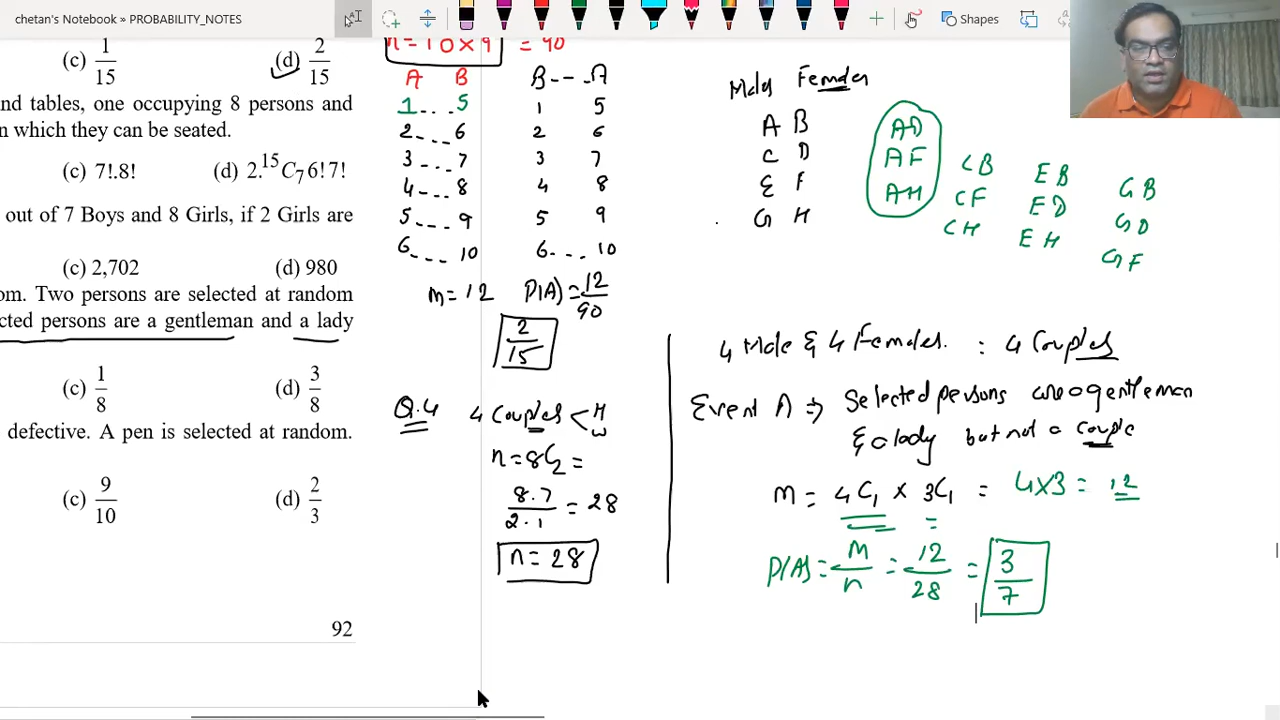 chetan's Notebook » PROBABILITY_NOTES
Shapes
(c) 1/15 (d) 2/15
nd tables, one occupying 8 persons and
n which they can be seated.
(c) 7!.8! (d) 2.¹⁵C₇6!7!
out of 7 Boys and 8 Girls, if 2 Girls are
(c) 2,702 (d) 980
om. Two persons are selected at random
cted persons are a gentleman and a lady
(c) 1/8 (d) 3/8
defective. A pen is selected at random.
(c) 9/10 (d) 2/3
92
n = 10 × 9 = 90
A B
1 . . . 5
2 - - - 6
3 - - - 7
4 - - - 8
5 - - - 9
6 - - - 10
B - - - A
1 5
2 6
3 7
4 8
5 9
6 - - - 10
m = 12 P(A) = 12/90
2/15
Q.4 4 Couples < H
W
n = 8C₂ =
8.7/2.1 = 28
n = 28
Males Females
A B
C D
E F
G H
AD
AF
AH
CB
CF
CH
EB
ED
EH
GB
GD
GF
4 Male & 4 Females. : 4 Couples
Event A ⇒ Selected persons are a gentleman
& a lady but not a couple
m = 4C₁ × 3C₁ = 4×3 = 12
P(A) = m/n = 12/28 = 3/7